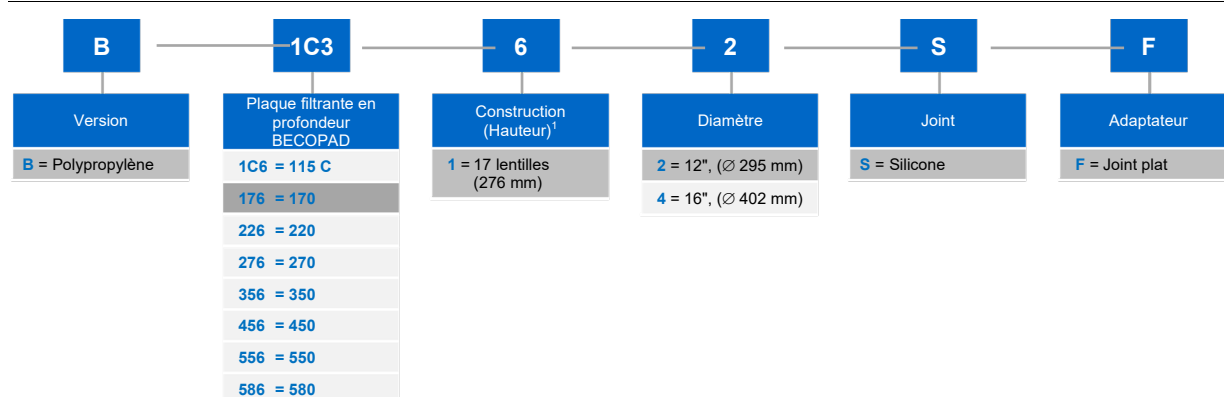 B 1C3 6 2 S F
Version
B = Polypropylène
Plaque filtrante en
profondeur
BECOPAD
1C6 = 115 C
176 = 170
226 = 220
276 = 270
356 = 350
456 = 450
556 = 550
586 = 580
Construction
(Hauteur)1
1 = 17 lentilles
(276 mm)
Diamètre
2 = 12", (∅ 295 mm)
4 = 16", (∅ 402 mm)
Joint
S = Silicone
Adaptateur
F = Joint plat